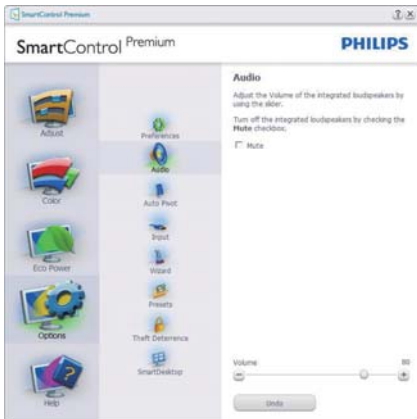 SmartControl Premium
SmartControl Premium
PHILIPS
Adjust
Color
Eco Power
Options
Help
Preferences
Audio
Auto Pivot
Input
Wizard
Presets
Theft Deterrence
SmartDesktop
Audio
Adjust the Volume of the integrated loudspeakers by
using the slider.
Turn off the integrated loudspeakers by checking the
Mute checkbox.
Mute
Volume
80
Undo